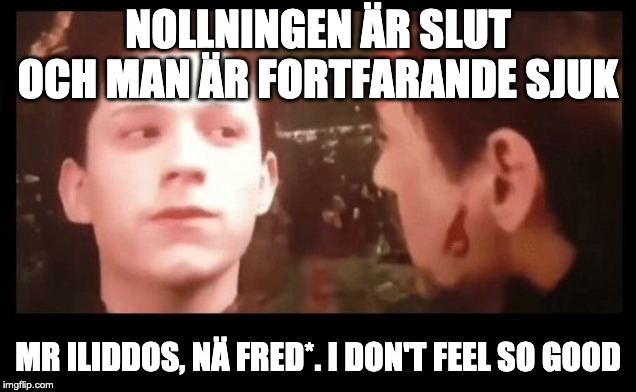 NOLLNINGEN ÄR SLUT
OCH MAN ÄR FORTFARANDE SJUK
MR ILIDDOS, NÄ FRED*. I DON'T FEEL SO GOOD
imgflip.com